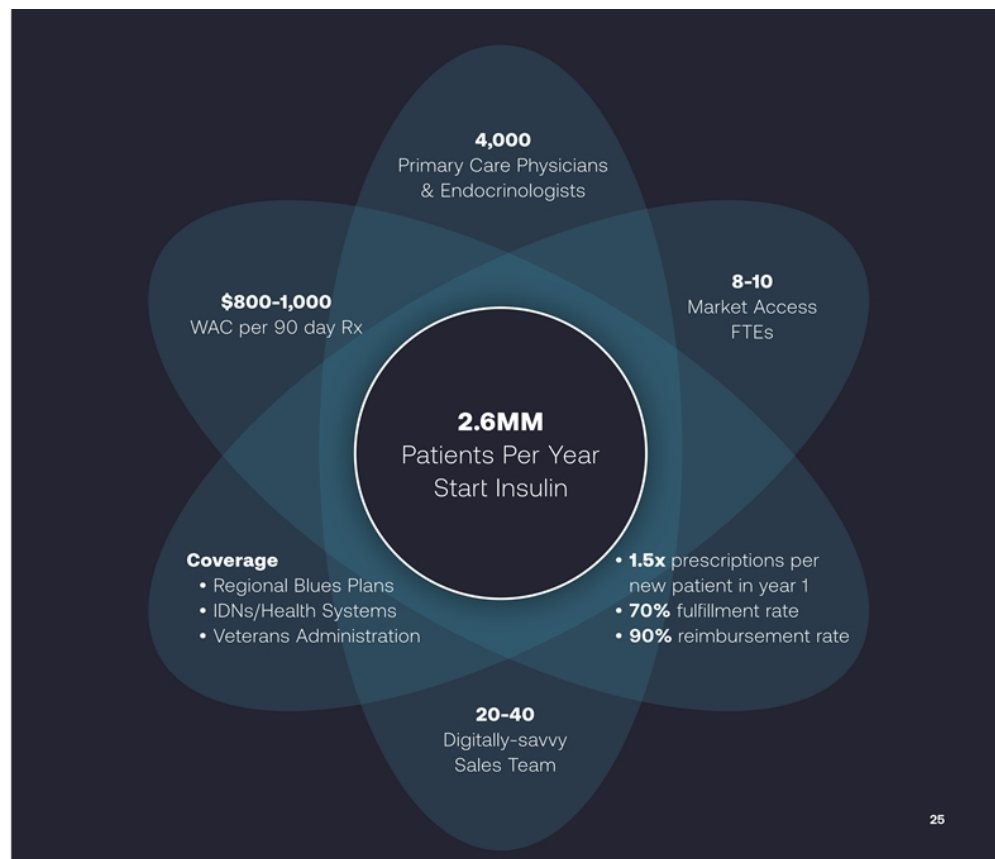 4,000
Primary Care Physicians
& Endocrinologists
$800-1,000
WAC per 90 day Rx
8-10
Market Access
FTEs
2.6MM
Patients Per Year
Start Insulin
Coverage
• Regional Blues Plans
• IDNs/Health Systems
• Veterans Administration
• 1.5x prescriptions per
new patient in year 1
• 70% fulfillment rate
• 90% reimbursement rate
20-40
Digitally-savvy
Sales Team
25